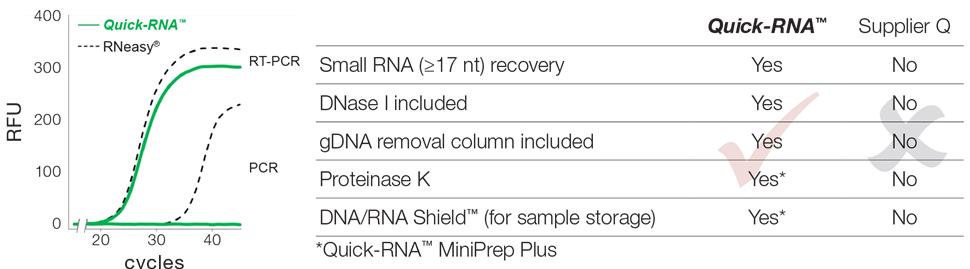 400
300
200
100
0
RFU
20 30 40
cycles
Quick-RNA™
RNeasy®
RT-PCR
PCR
Quick-RNA™ Supplier Q
Small RNA (≥17 nt) recovery Yes No
DNase I included Yes No
gDNA removal column included Yes No
Proteinase K Yes* No
DNA/RNA Shield™ (for sample storage) Yes* No
*Quick-RNA™ MiniPrep Plus